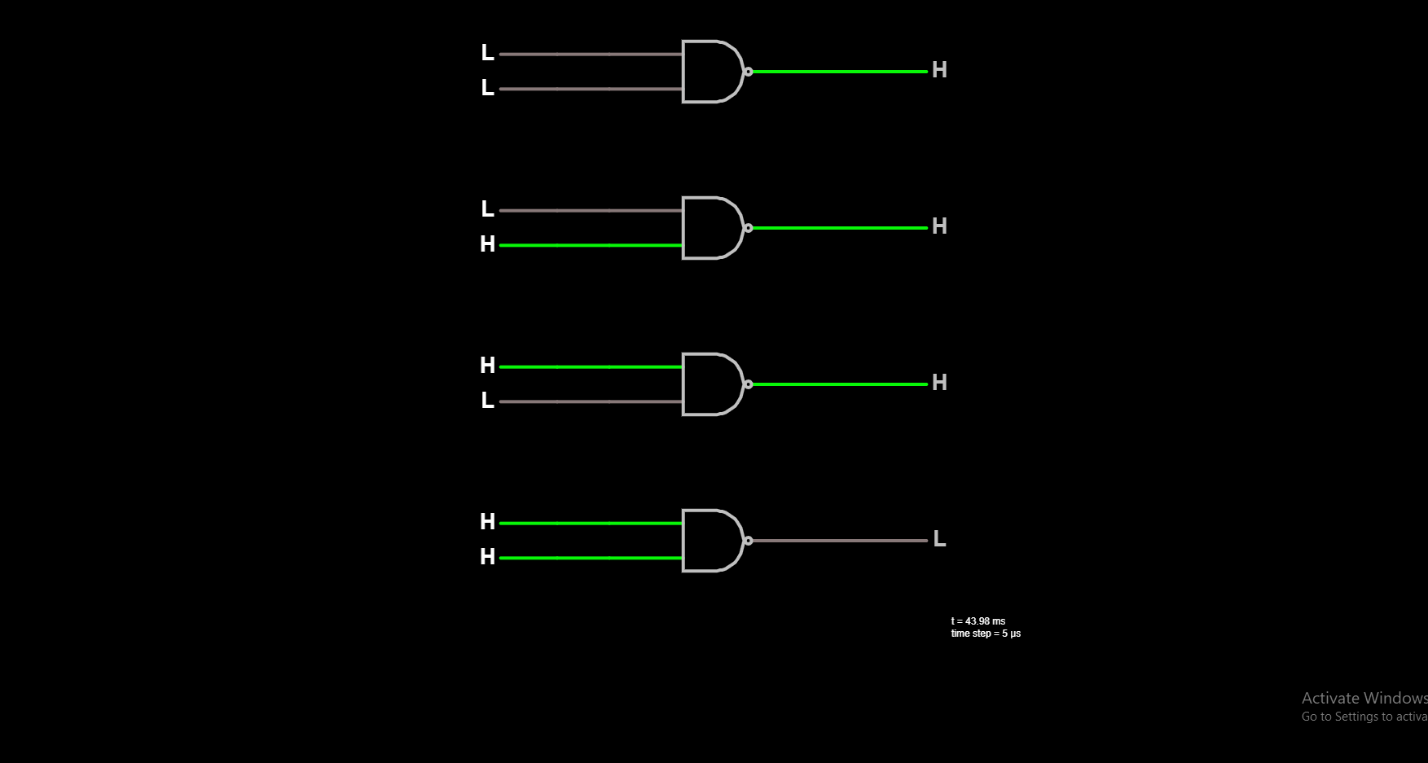 L
L
H
L
H
H
H
L
H
H
H
L
t = 43.98 ms
time step = 5 µs
Activate Windows
Go to Settings to activa